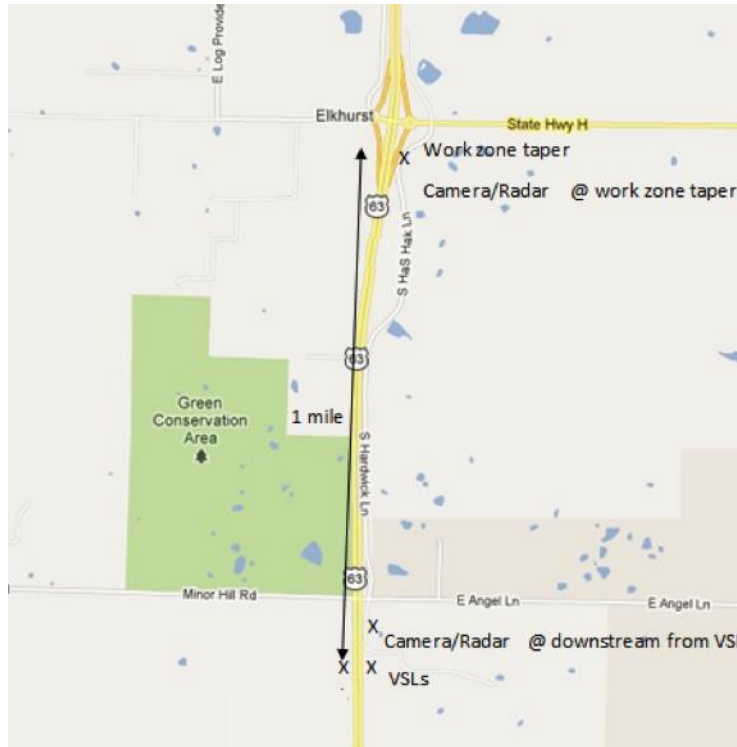 E Log Provide
Elkhurst
State Hwy H
X Work zone taper
Camera/Radar @ work zone taper
63
S HaS Hak Ln
63
Green
Conservation
Area
1 mile
S Hardwick Ln
63
Minor Hill Rd
E Angel Ln
E Angel Ln
X
Camera/Radar @ downstream from VS
X X
VSLs